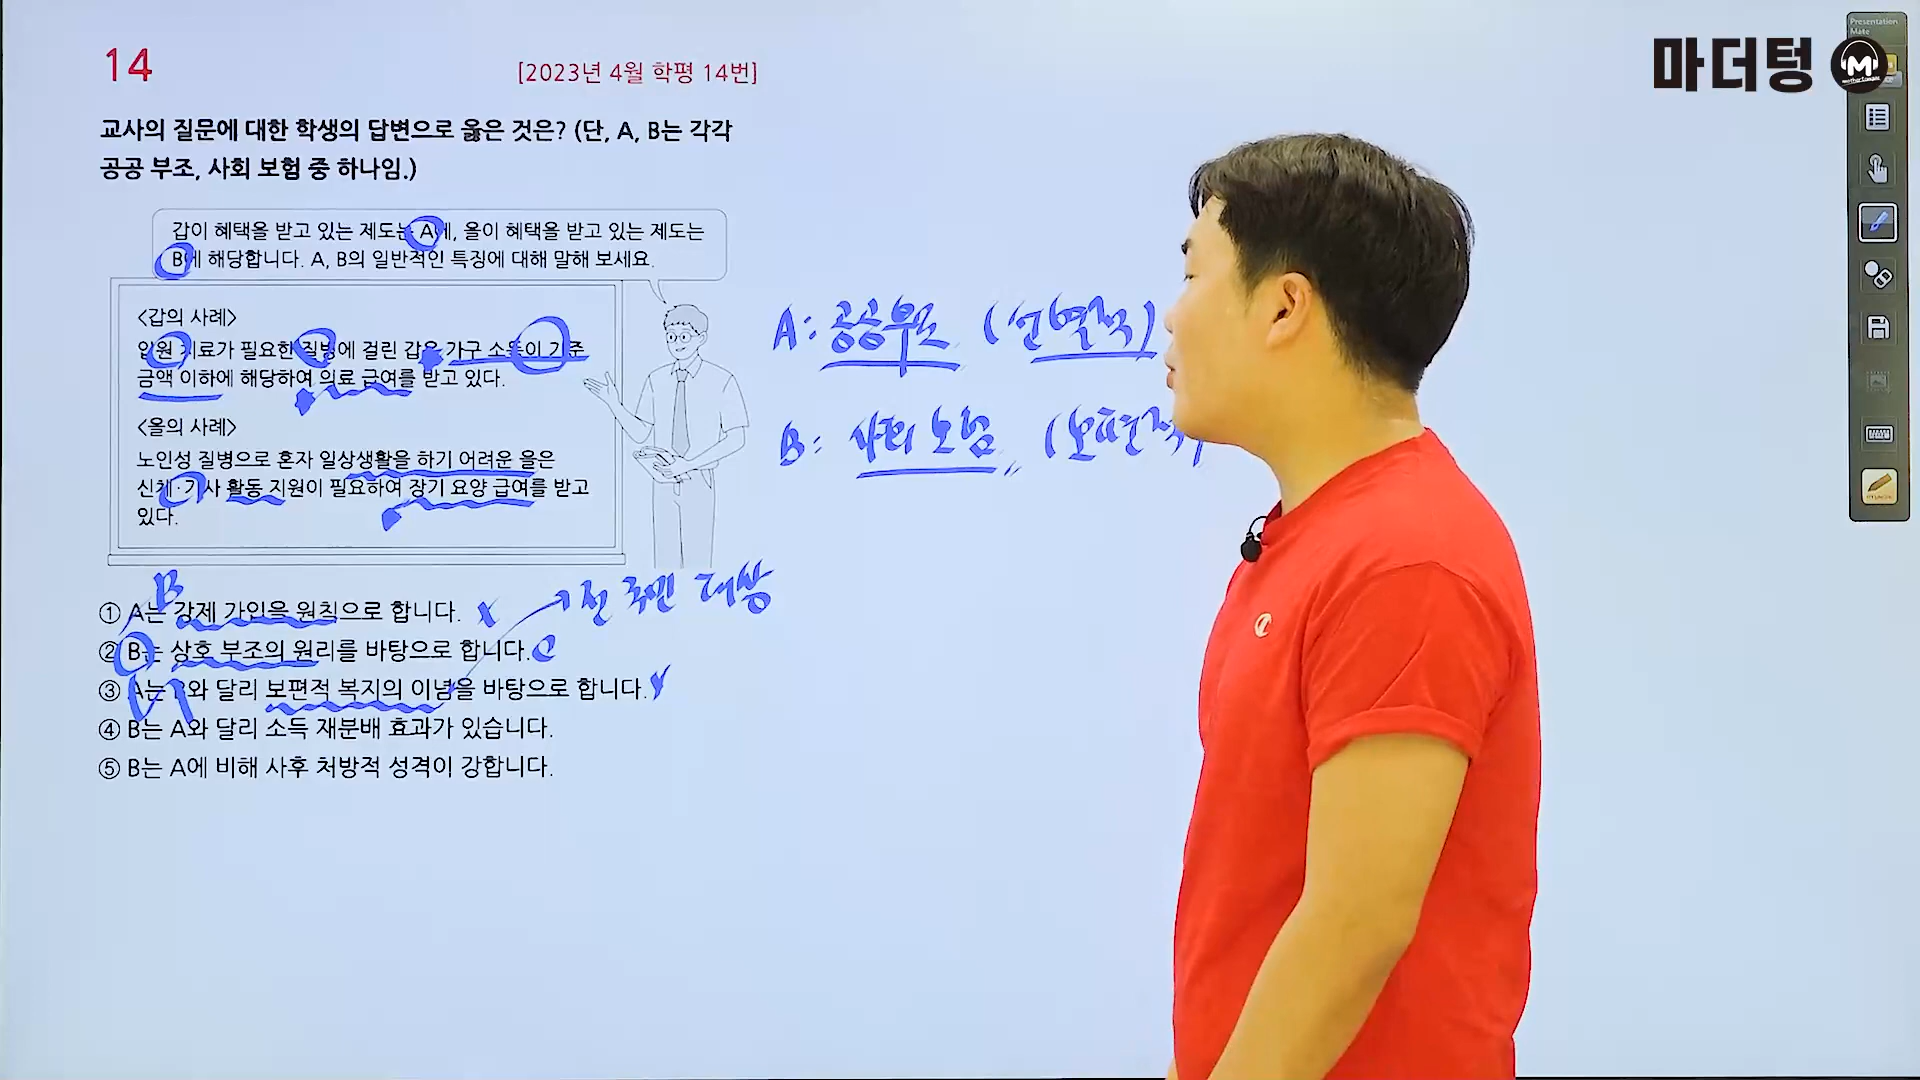 14
[2023년 4월 학평 14번]
마더텅
Presentation
Mate
교사의 질문에 대한 학생의 답변으로 옳은 것은? (단, A, B는 각각
공공 부조, 사회 보험 중 하나임.)
갑이 혜택을 받고 있는 제도는 A에, 을이 혜택을 받고 있는 제도는
B에 해당합니다. A, B의 일반적인 특징에 대해 말해 보세요.
<갑의 사례>
입원 치료가 필요한 질병에 걸린 갑은 가구 소득이 기준
금액 이하에 해당하여 의료 급여를 받고 있다.
<을의 사례>
노인성 질병으로 혼자 일상생활을 하기 어려운 을은
신체·가사 활동 지원이 필요하여 장기 요양 급여를 받고
있다.
A: 공공부조 (선별적)
B: 사회보험 (보편적)
B
① A는 강제 가입을 원칙으로 합니다. X
→ 전 국민 대상
② B는 상호 부조의 원리를 바탕으로 합니다. O
③ A는 B와 달리 보편적 복지의 이념을 바탕으로 합니다. X
④ B는 A와 달리 소득 재분배 효과가 있습니다.
⑤ B는 A에 비해 사후 처방적 성격이 강합니다.